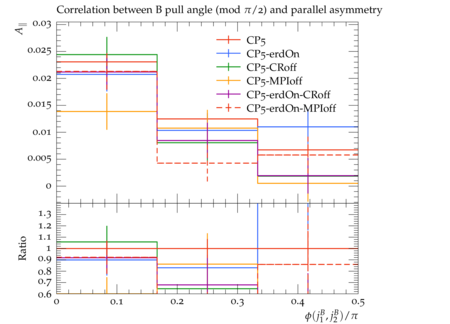 Correlation between B pull angle (mod π/2) and parallel asymmetry
A∥
0.03
0.025
0.02
0.015
0.01
0.005
0
CP5
CP5-erdOn
CP5-CRoff
CP5-MPIoff
CP5-erdOn-CRoff
CP5-erdOn-MPIoff
Ratio
1.3
1.2
1.1
1
0.9
0.8
0.7
0.6
0
0.1
0.2
0.3
0.4
0.5
ϕ(j₁ᴮ, j₂ᴮ)/π